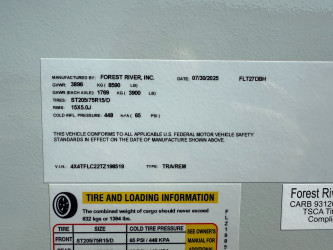 MANUFACTURED BY: FOREST RIVER, INC. DATE: 07/30/2025 FLT27DBH
GVWR: 3896 KG ( 8590 LB)
GAWR (EACH AXLE): 1769 KG ( 3900 LB)
TIRES: ST205/75R15/D
RIMS: 15X5.0J
COLD INFL. PRESSURE: 448 kPa ( 65 PSI)
THIS VEHICLE CONFORMS TO ALL APPLICABLE U.S. FEDERAL MOTOR VEHICLE SAFETY
STANDARDS IN EFFECT ON THE DATE OF MANUFACTURE SHOWN ABOVE.
V.I.N.: 4X4TFLC22TZ198519 TYPE: TRA/REM
TIRE AND LOADING INFORMATION
The combined weight of cargo should never exceed
632 kgs or 1394 lbs.
TIRE SIZE COLD TIRE PRESSURE
FRONT ST205/75R15/D 65 PSI / 448 KPA
SEE OWNER'S
MANUAL FOR
ADDITIONAL
Forest Rive
CARB 93120
TSCA Ti
Complia